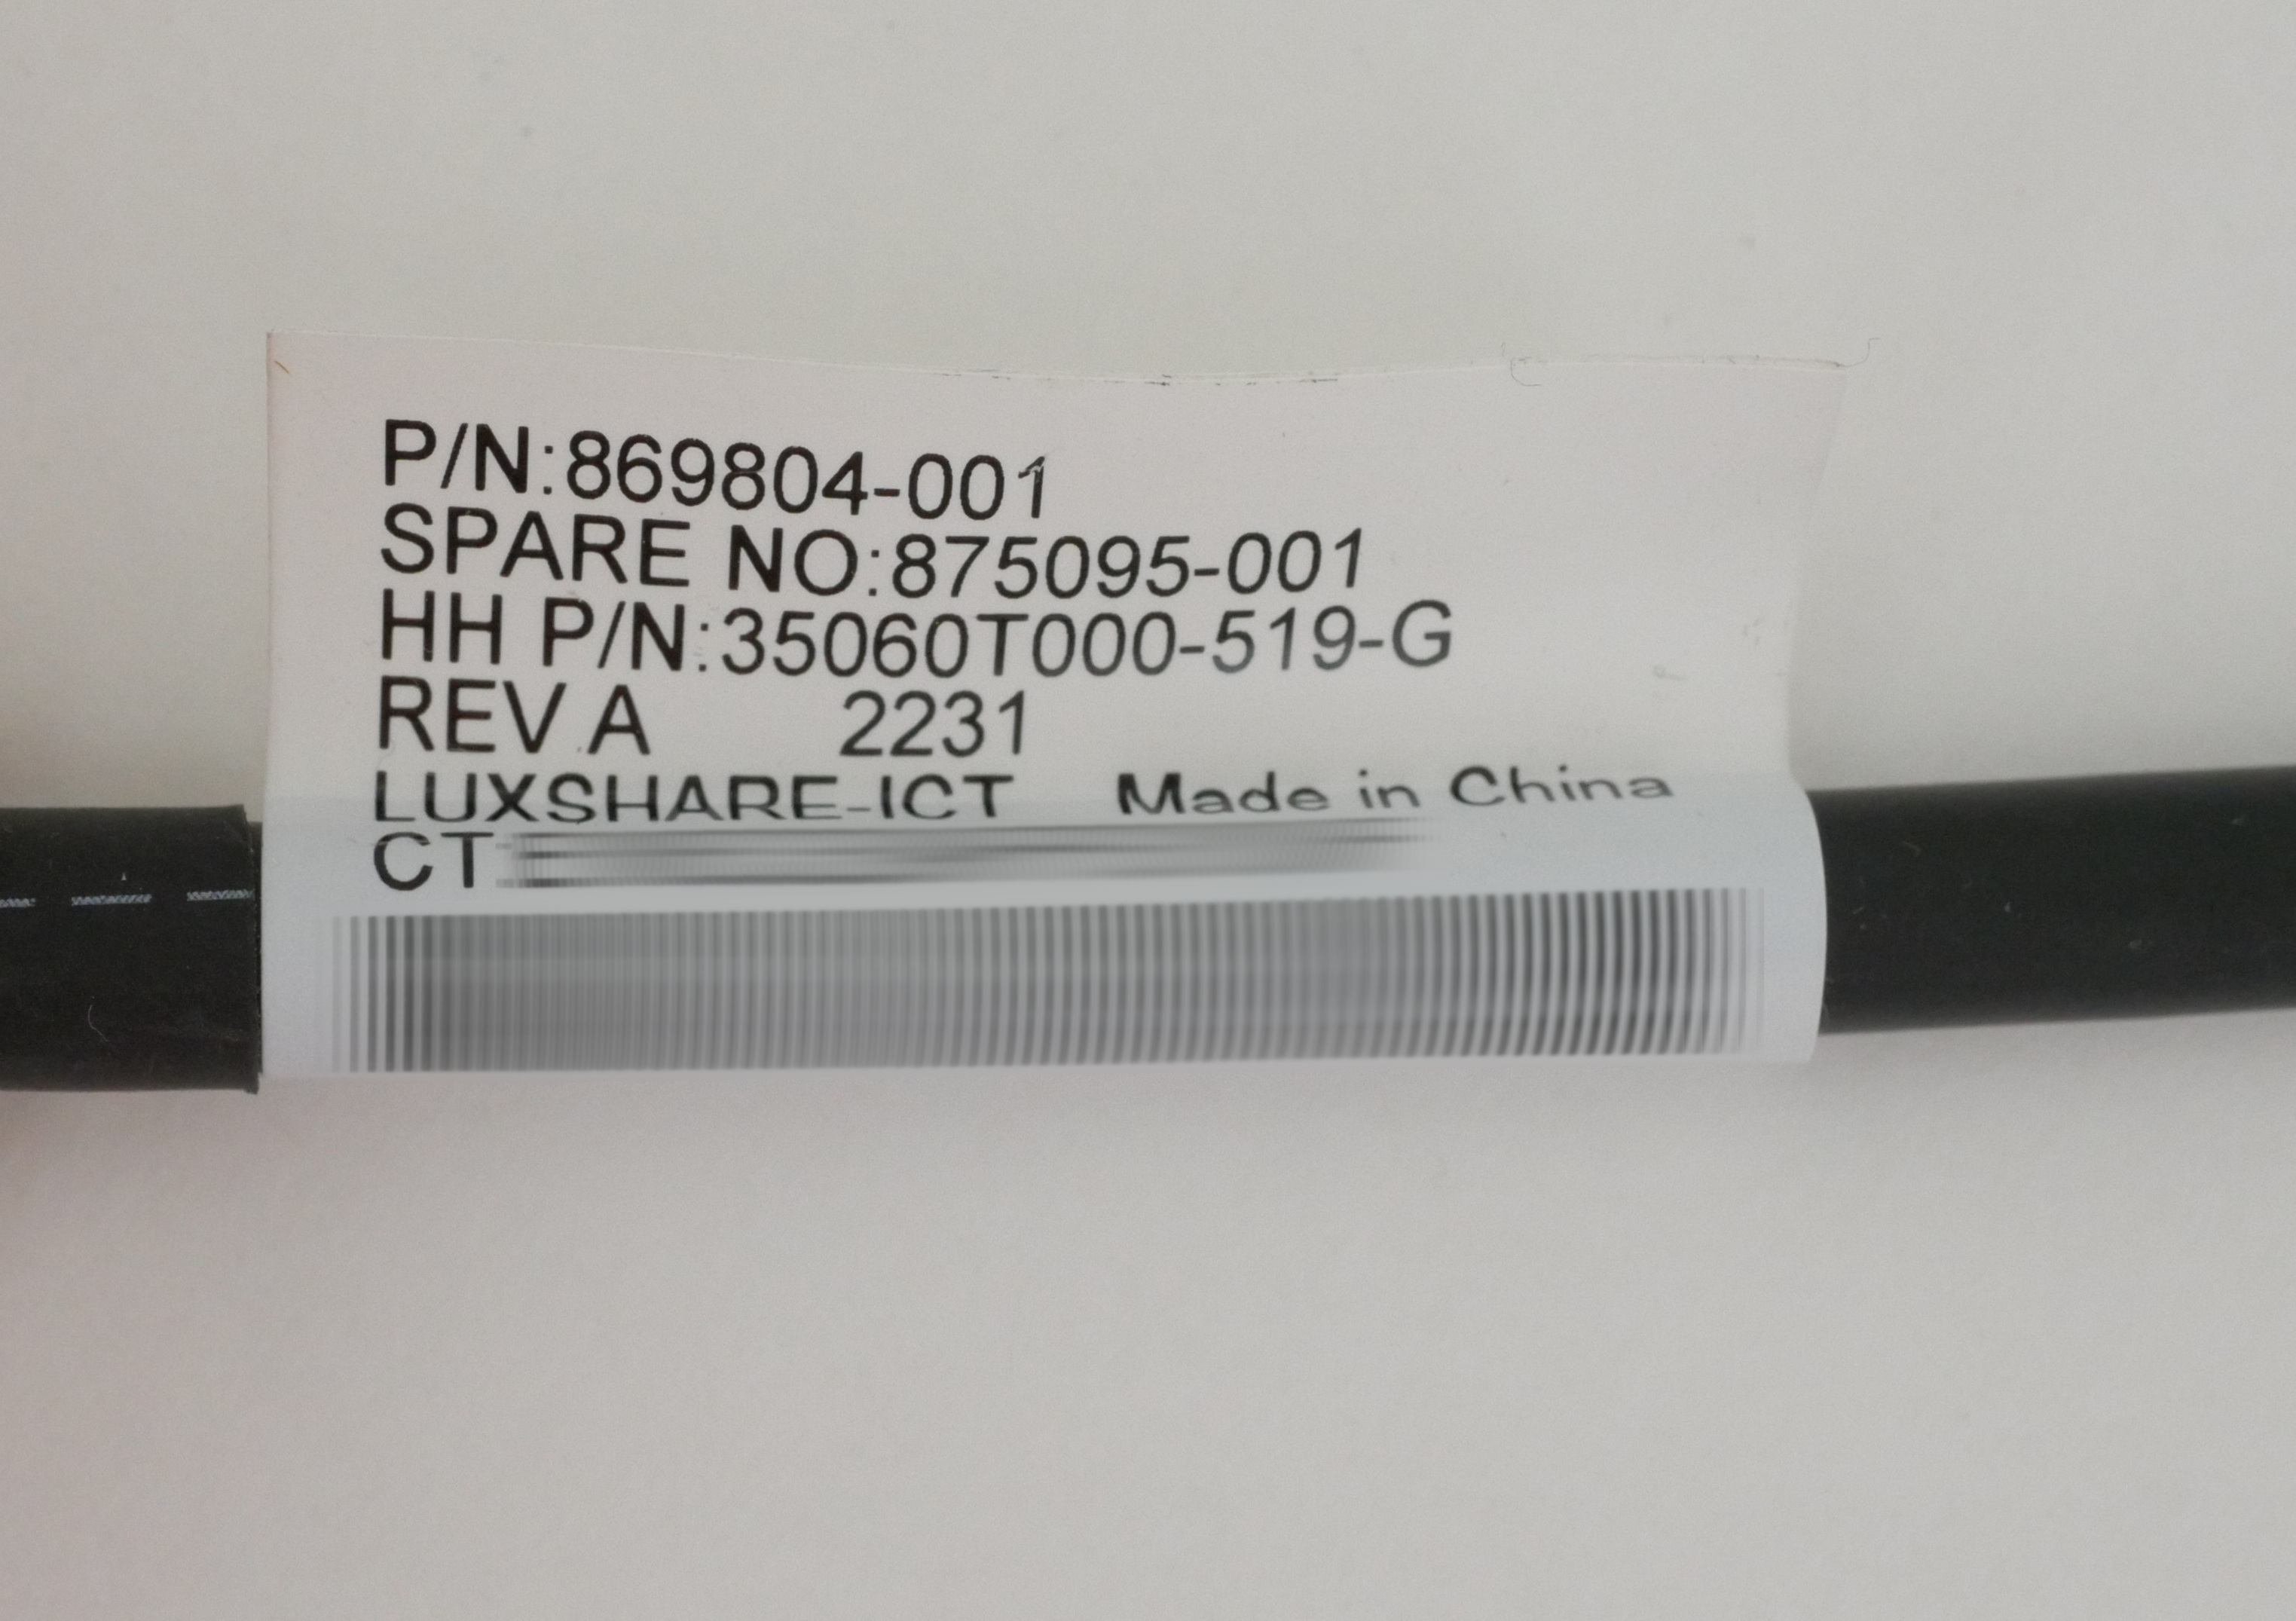 P/N:869804-001
SPARE NO:875095-001
HH P/N:35060T000-519-G
REV A 2231
LUXSHARE-ICT Made in China
CT